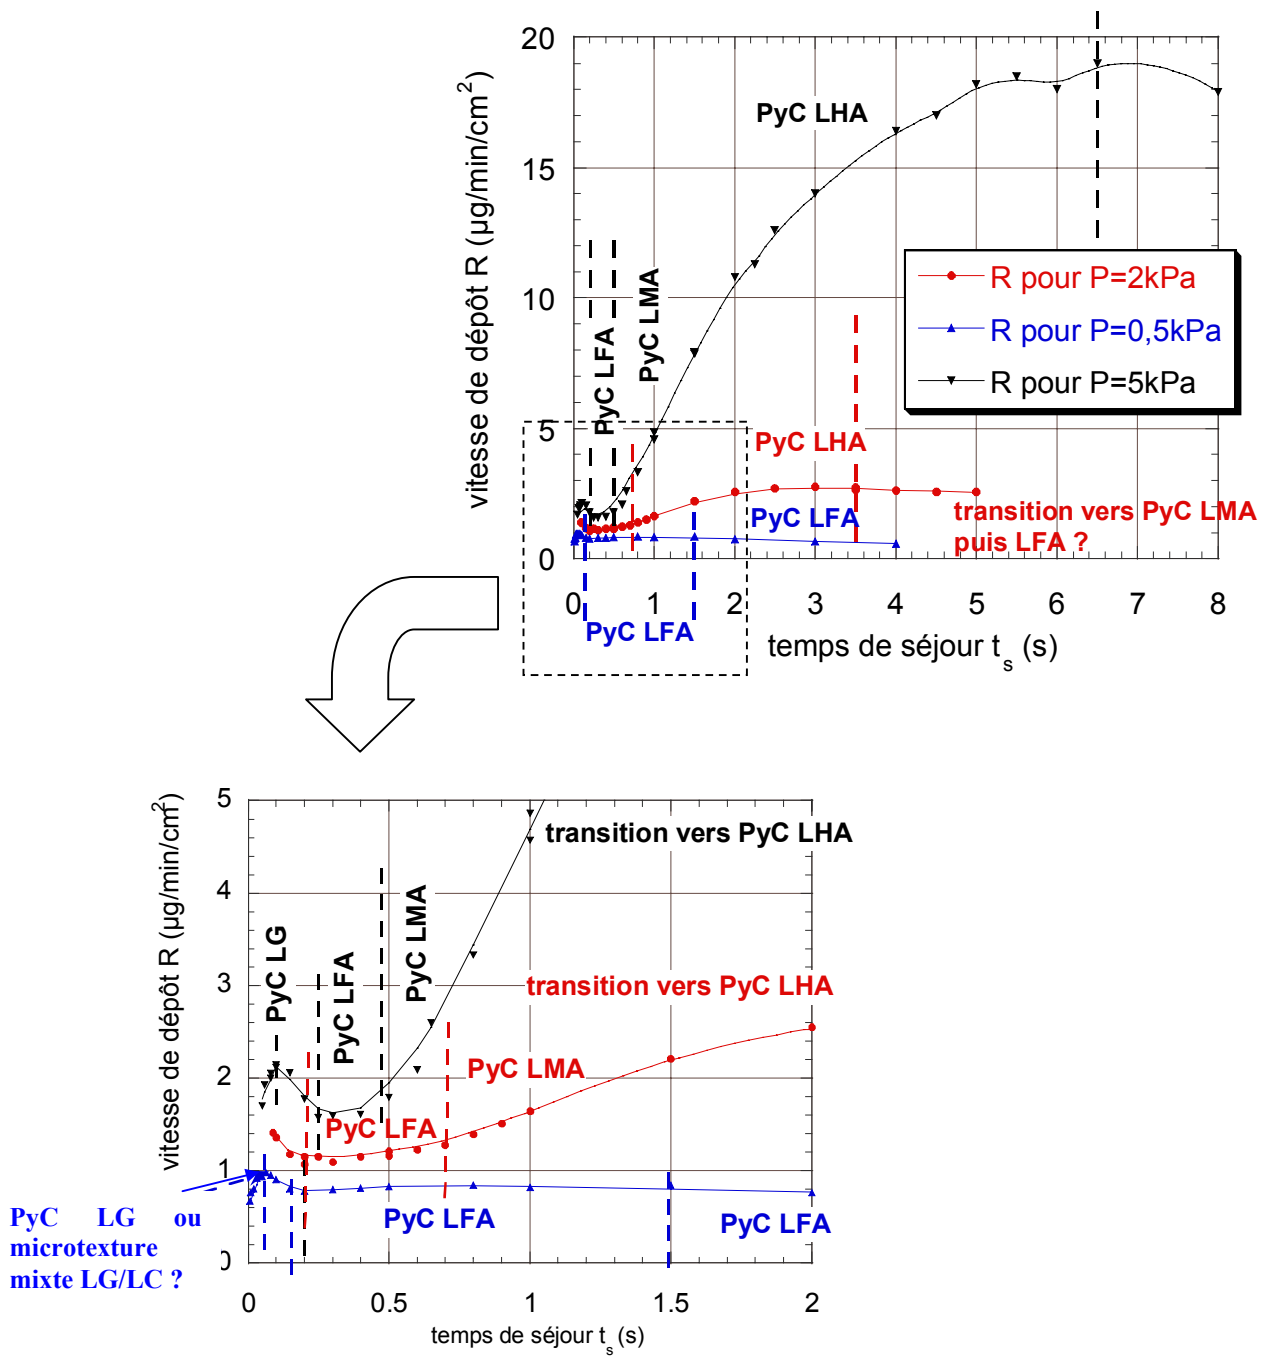 20
15
10
5
0
vitesse de dépôt R (µg/min/cm²)
PyC LHA
PyC LFA
PyC LMA
R pour P=2kPa
R pour P=0,5kPa
R pour P=5kPa
PyC LHA
PyC LFA
transition vers PyC LMA
puis LFA ?
0 1 2 3 4 5 6 7 8
PyC LFA
temps de séjour t_s (s)
5
4
3
2
1
0
vitesse de dépôt R (µg/min/cm²)
transition vers PyC LHA
PyC LG
PyC LFA
PyC LMA
transition vers PyC LHA
PyC LMA
PyC LFA
PyC LFA
PyC LFA
PyC LG ou
microtexture
mixte LG/LC ?
0 0.5 1 1.5 2
temps de séjour t_s (s)